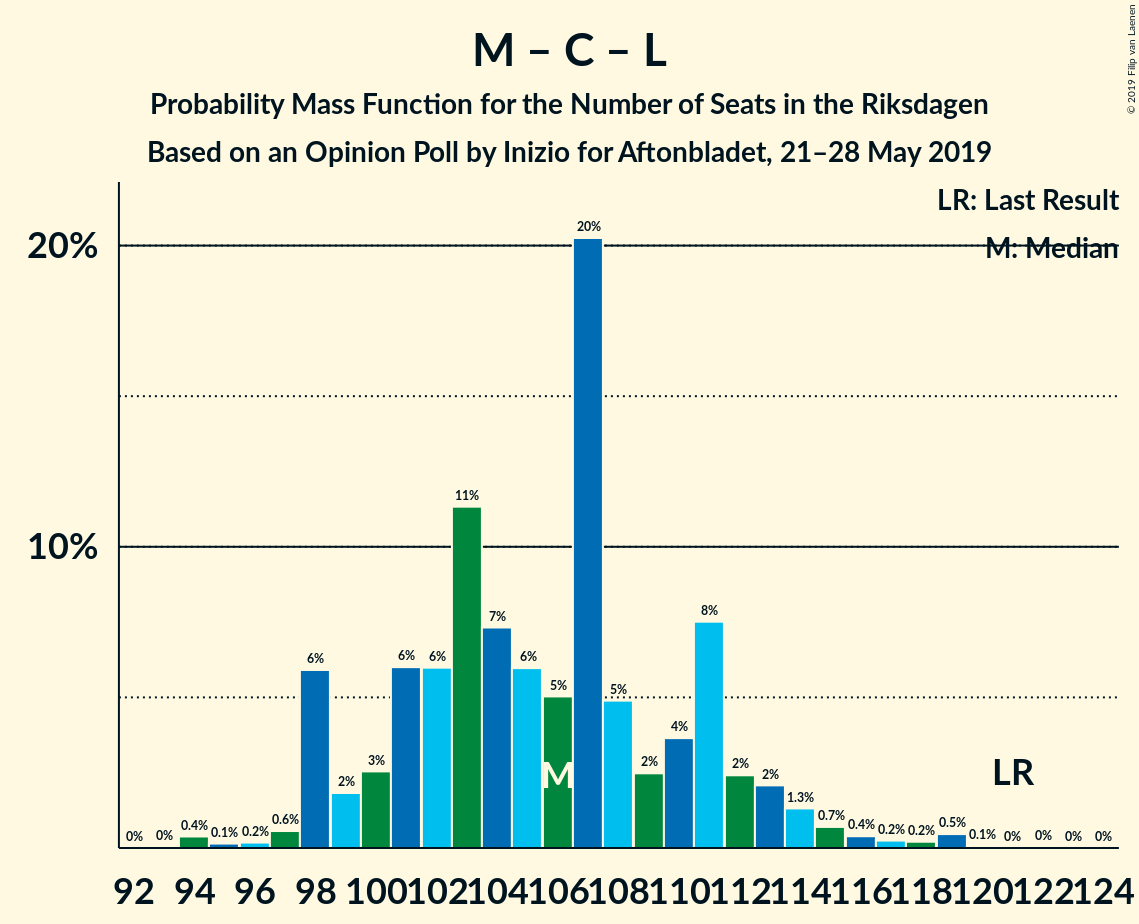 M – C – L
Probability Mass Function for the Number of Seats in the Riksdagen
Based on an Opinion Poll by Inizio for Aftonbladet, 21–28 May 2019
© 2019 Filip van Laenen
LR: Last Result
M: Median
20%
10%
0% 0% 0.4% 0.1% 0.2% 0.6% 6% 2% 3% 6% 6% 11% 7% 6% 5% 20% 5% 2% 4% 8% 2% 2% 1.3% 0.7% 0.4% 0.2% 0.2% 0.5% 0.1% 0% 0% 0% 0%
M
LR
92 94 96 98 100 102 104 106 108 110 112 114 116 118 120 122 124